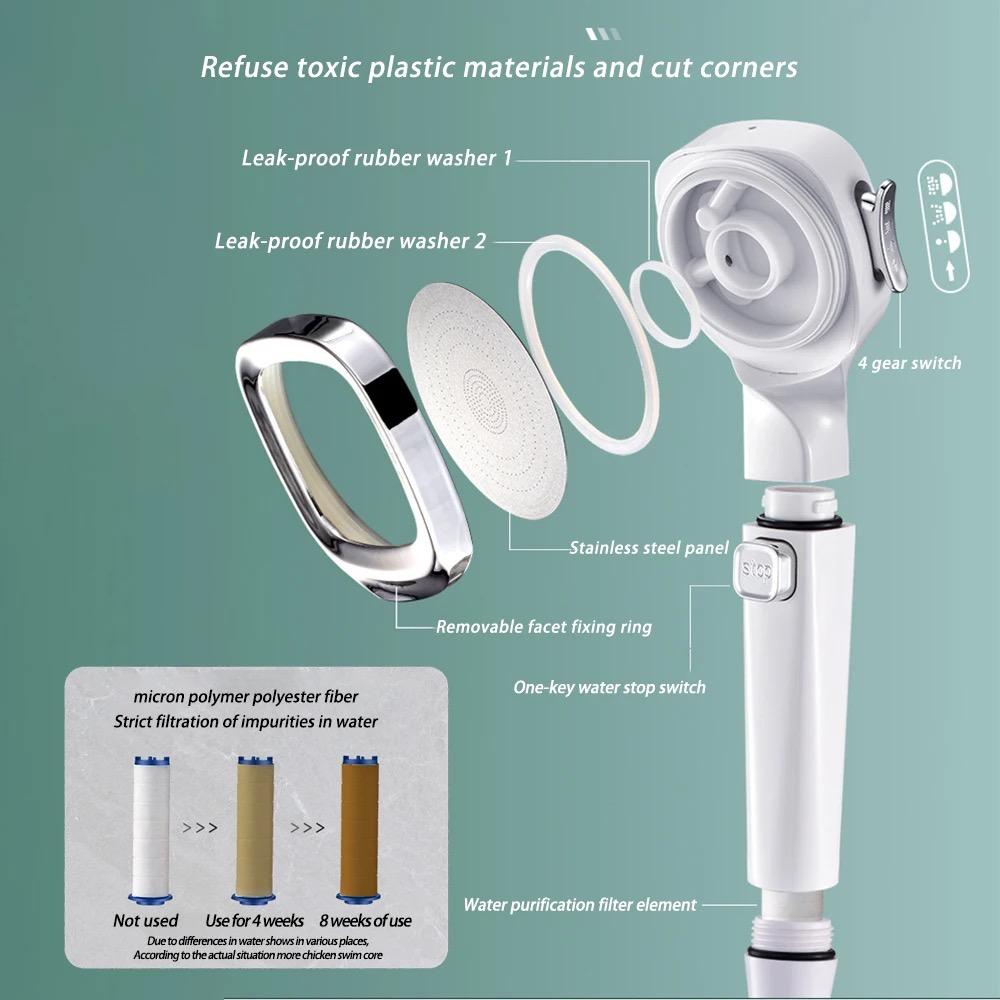 Refuse toxic plastic materials and cut corners
Leak-proof rubber washer 1
Leak-proof rubber washer 2
4 gear switch
Stainless steel panel
stop
Removable facet fixing ring
One-key water stop switch
micron polymer polyester fiber
Strict filtration of impurities in water
>>> >>>
Not used Use for 4 weeks 8 weeks of use
Due to differences in water shows in various places,
According to the actual situation more chicken swim core
Water purification filter element